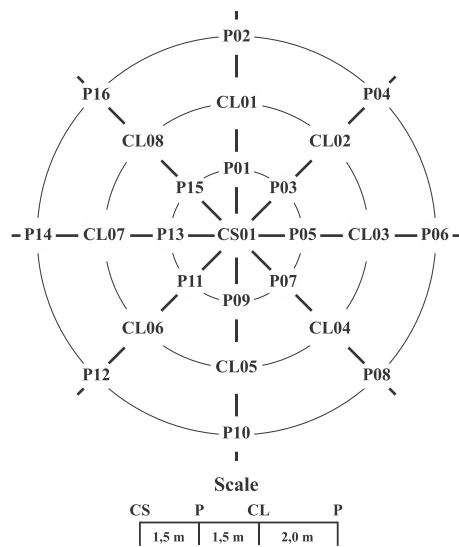 P02
P16 P04
CL01
CL08 CL02
P01
P15 P03
P14 CL07 P13 CS01 P05 CL03 P06
P11 P07
P09
CL06 CL04
CL05
P12 P08
P10
Scale
CS P CL P
1,5 m 1,5 m 2,0 m